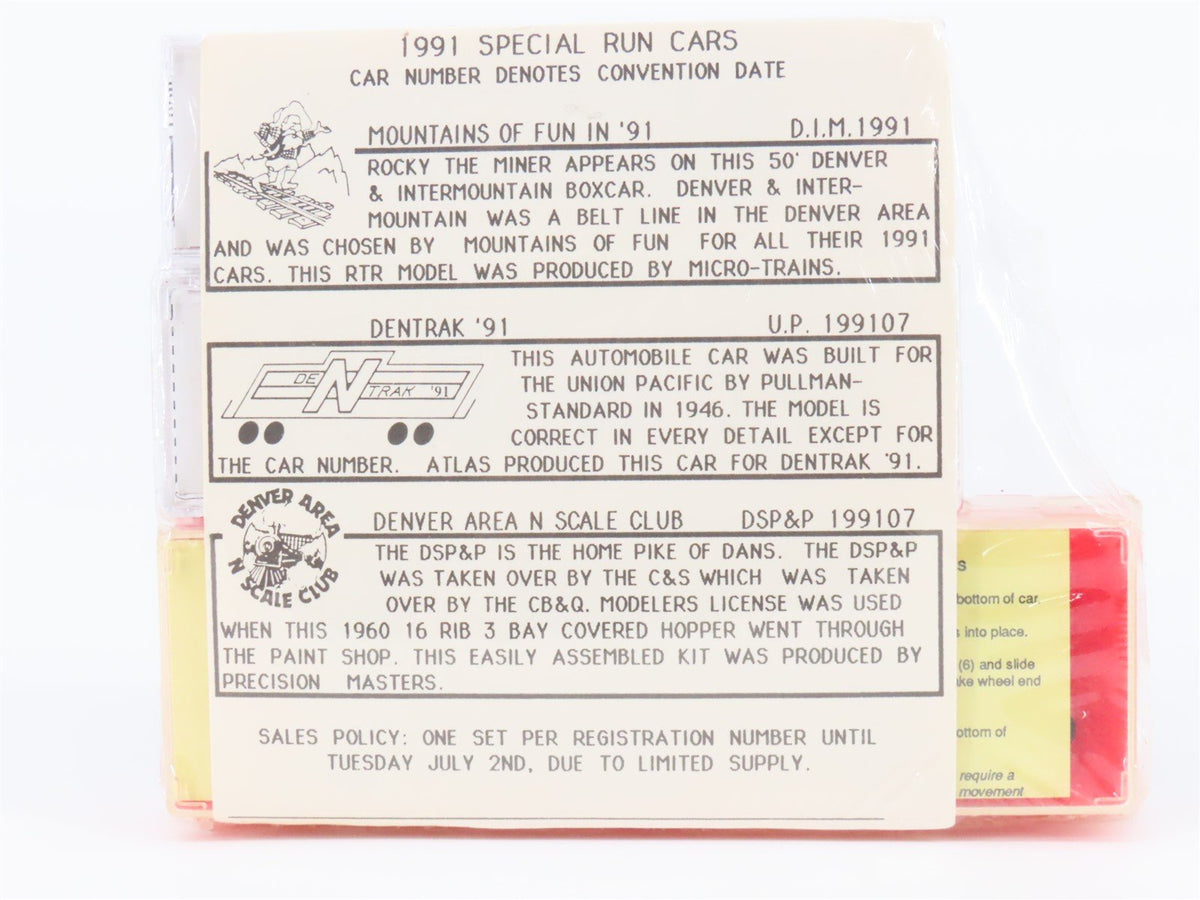 1991 SPECIAL RUN CARS
CAR NUMBER DENOTES CONVENTION DATE
MOUNTAINS OF FUN IN '91 D.I.M.1991
ROCKY THE MINER APPEARS ON THIS 50' DENVER
& INTERMOUNTAIN BOXCAR. DENVER & INTER-
MOUNTAIN WAS A BELT LINE IN THE DENVER AREA
AND WAS CHOSEN BY MOUNTAINS OF FUN FOR ALL THEIR 1991
CARS. THIS RTR MODEL WAS PRODUCED BY MICRO-TRAINS.
DENTRAK '91 U.P. 199107
DE N TRAK '91
THIS AUTOMOBILE CAR WAS BUILT FOR
THE UNION PACIFIC BY PULLMAN-
STANDARD IN 1946. THE MODEL IS
CORRECT IN EVERY DETAIL EXCEPT FOR
THE CAR NUMBER. ATLAS PRODUCED THIS CAR FOR DENTRAK '91.
DENVER AREA
N SCALE CLUB
DENVER AREA N SCALE CLUB DSP&P 199107
THE DSP&P IS THE HOME PIKE OF DANS. THE DSP&P
WAS TAKEN OVER BY THE C&S WHICH WAS TAKEN
OVER BY THE CB&Q. MODELERS LICENSE WAS USED
WHEN THIS 1960 16 RIB 3 BAY COVERED HOPPER WENT THROUGH
THE PAINT SHOP. THIS EASILY ASSEMBLED KIT WAS PRODUCED BY
PRECISION MASTERS.
SALES POLICY: ONE SET PER REGISTRATION NUMBER UNTIL
TUESDAY JULY 2ND, DUE TO LIMITED SUPPLY.
S
bottom of car
into place.
(6) and slide
wheel end
bottom of
require a
movement